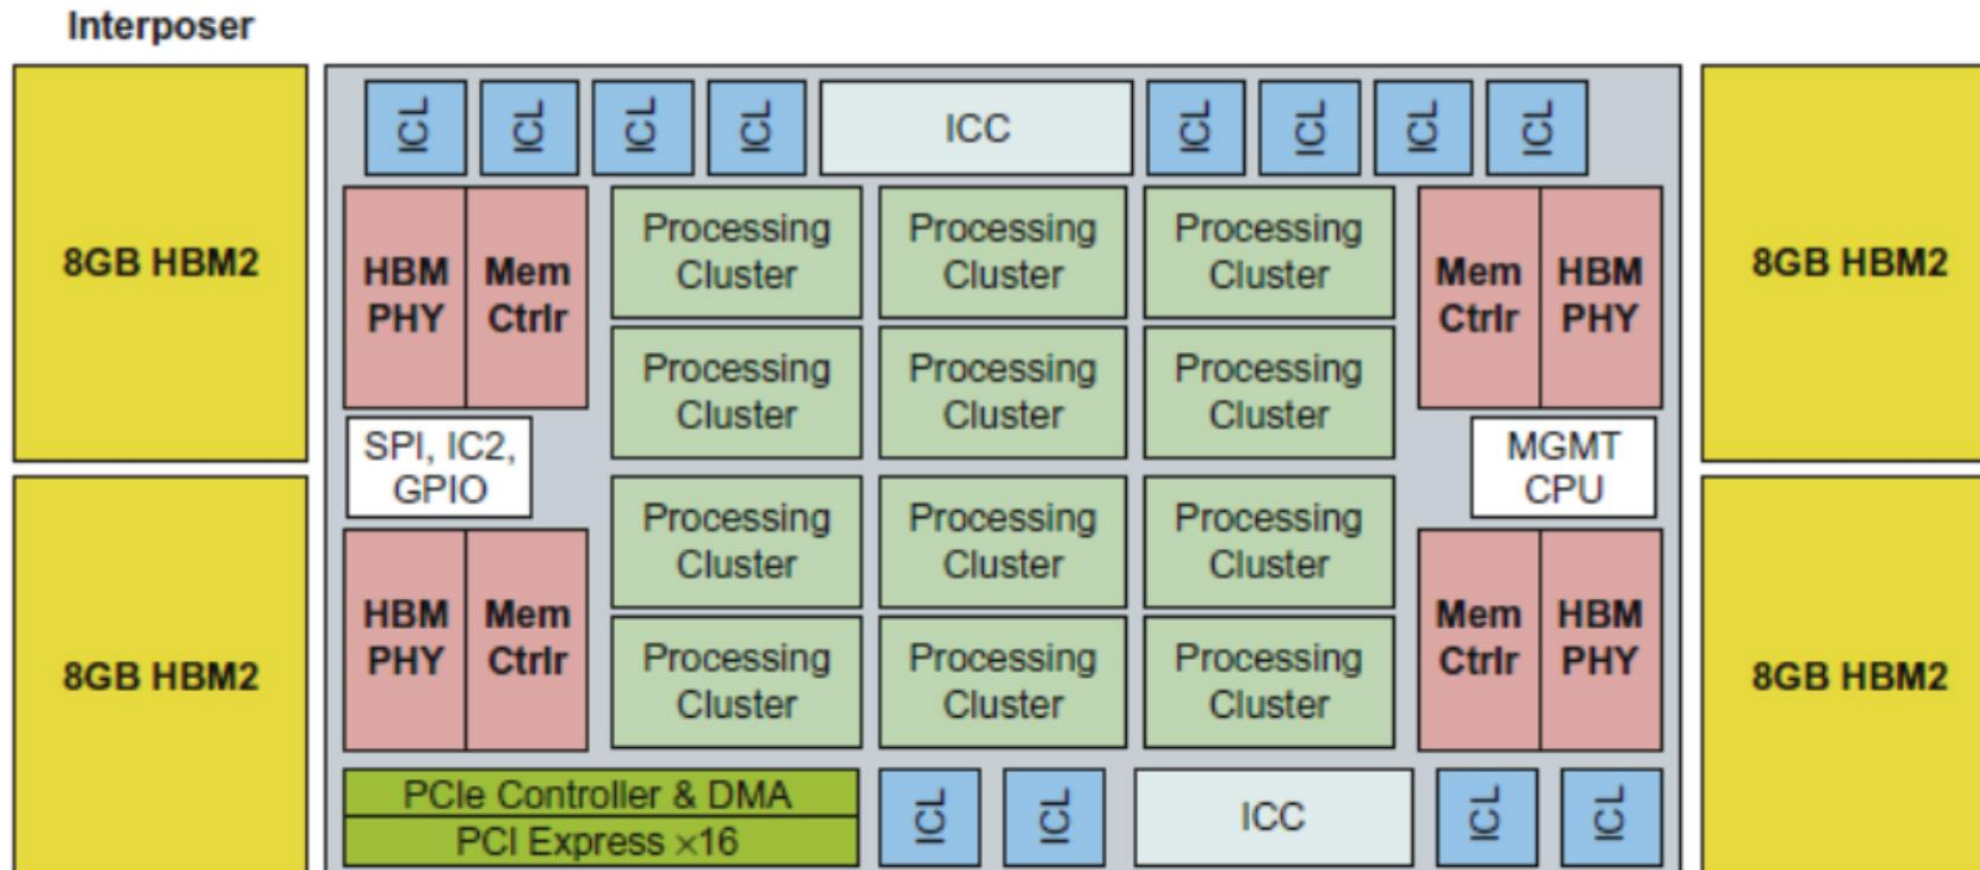 Interposer
ICL ICL ICL ICL ICC ICL ICL ICL ICL
8GB HBM2
HBM
PHY
Mem
Ctrlr
Processing
Cluster
Processing
Cluster
Processing
Cluster
Mem
Ctrlr
HBM
PHY
8GB HBM2
Processing
Cluster
Processing
Cluster
Processing
Cluster
SPI, IC2,
GPIO
MGMT
CPU
8GB HBM2
HBM
PHY
Mem
Ctrlr
Processing
Cluster
Processing
Cluster
Processing
Cluster
Mem
Ctrlr
HBM
PHY
8GB HBM2
Processing
Cluster
Processing
Cluster
Processing
Cluster
PCIe Controller & DMA
PCI Express ×16
ICL ICL ICC ICL ICL